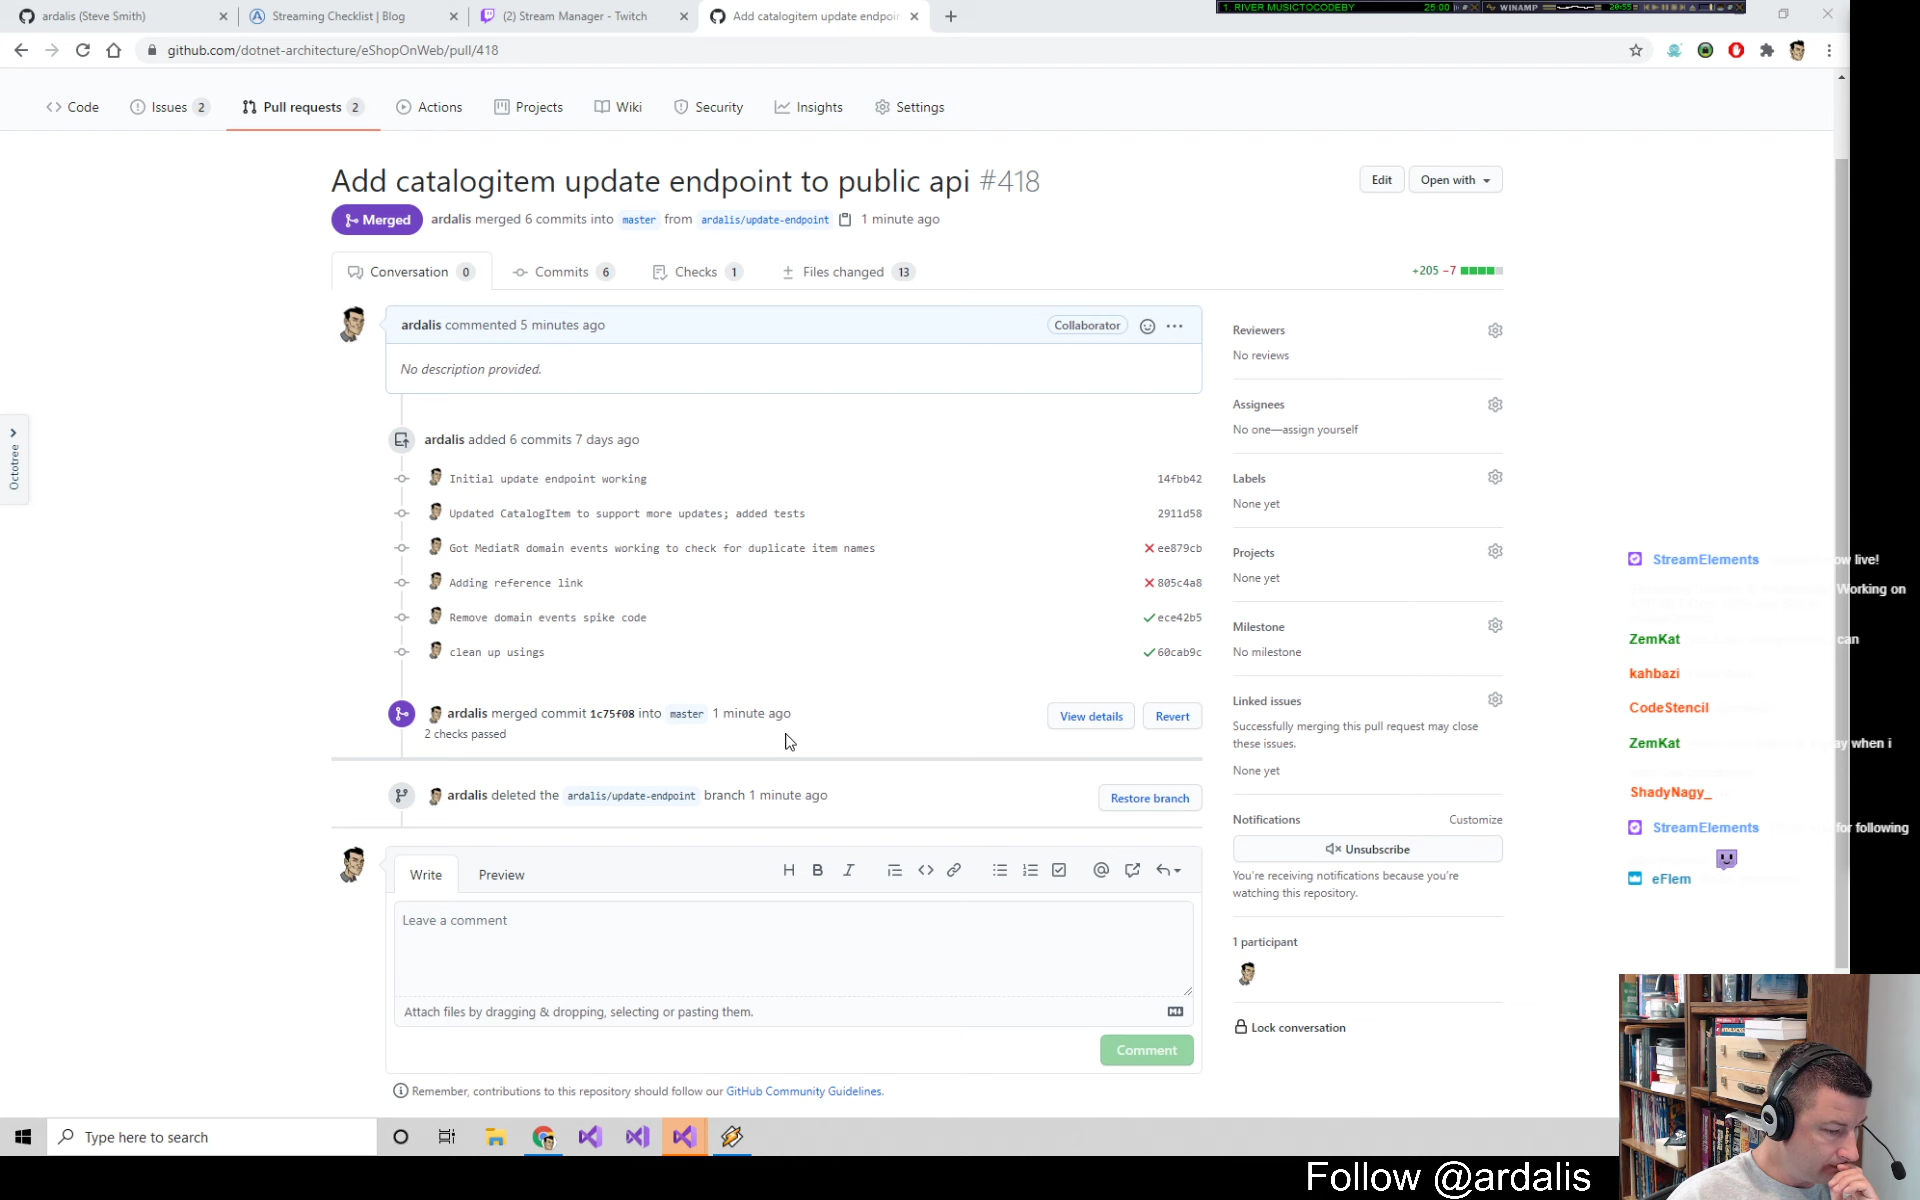 ardalis (Steve Smith)
Streaming Checklist | Blog
(2) Stream Manager - Twitch
Add catalogitem update endpoin
1. RIVER MUSICTOCODEBY
25:00
WINAMP
20:55
github.com/dotnet-architecture/eShopOnWeb/pull/418
Code
Issues 2
Pull requests 2
Actions
Projects
Wiki
Security
Insights
Settings
Add catalogitem update endpoint to public api #418
Edit
Open with
Merged
ardalis merged 6 commits into master from ardalis/update-endpoint 1 minute ago
Conversation 0
Commits 6
Checks 1
Files changed 13
+205 −7
ardalis commented 5 minutes ago
Collaborator
No description provided.
ardalis added 6 commits 7 days ago
Initial update endpoint working 14fbb42
Updated CatalogItem to support more updates; added tests 2911d58
Got MediatR domain events working to check for duplicate item names ee879cb
Adding reference link 805c4a8
Remove domain events spike code ece42b5
clean up usings 60cab9c
ardalis merged commit 1c75f08 into master 1 minute ago
2 checks passed
View details
Revert
ardalis deleted the ardalis/update-endpoint branch 1 minute ago
Restore branch
Write
Preview
Leave a comment
Attach files by dragging & dropping, selecting or pasting them.
Comment
Remember, contributions to this repository should follow our GitHub Community Guidelines.
Reviewers
No reviews
Assignees
No one—assign yourself
Labels
None yet
Projects
None yet
Milestone
No milestone
Linked issues
Successfully merging this pull request may close
these issues.
None yet
Notifications
Customize
Unsubscribe
You're receiving notifications because you're
watching this repository.
1 participant
Lock conversation
Octotree
StreamElements
ow live!
Working on
ZemKat
can
kahbazi
CodeStencil
ZemKat
ay when i
ShadyNagy_
StreamElements
for following
eFlem
Type here to search
Follow @ardalis